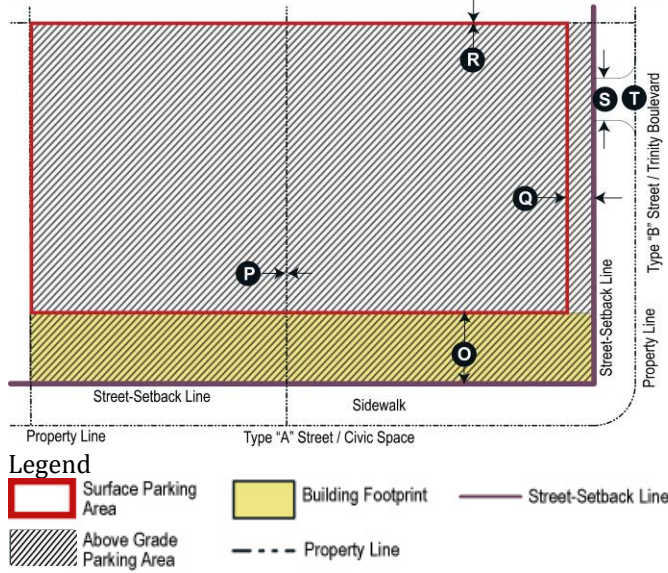 R
S T
Type "B" Street / Trinity Boulevard
Q
P
Street-Setback Line
Property Line
O
Street-Setback Line
Sidewalk
Property Line
Type "A" Street / Civic Space
Legend
Surface Parking
Area
Building Footprint
Street-Setback Line
Above Grade
Parking Area
Property Line